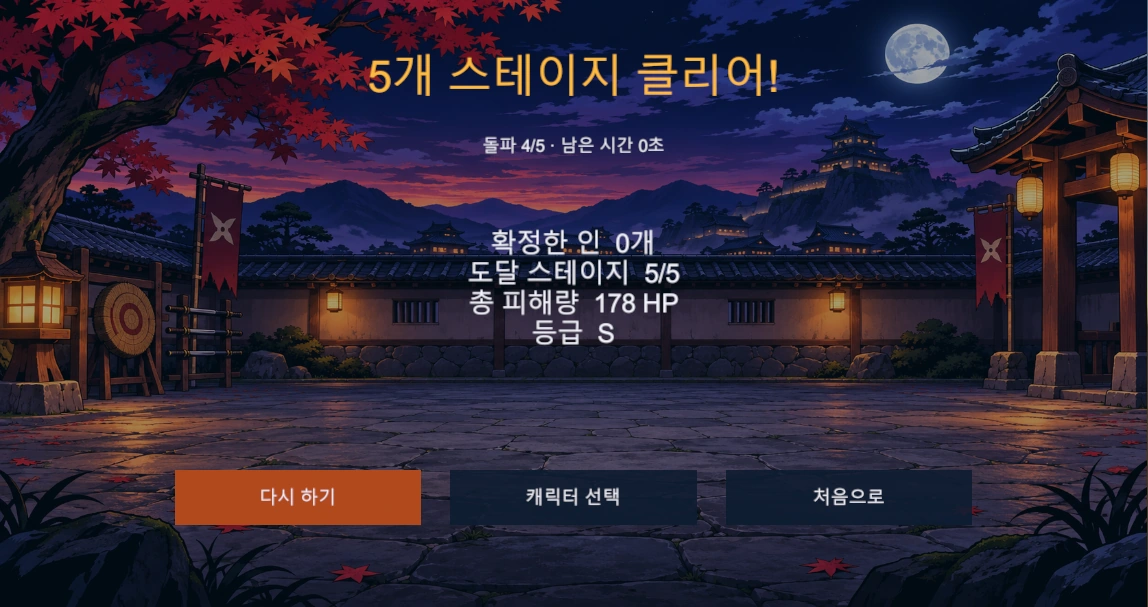 5개 스테이지 클리어!
돌파 4/5 · 남은 시간 0초
확정한 인 0개
도달 스테이지 5/5
총 피해량 178 HP
등급 S
다시 하기
캐릭터 선택
처음으로